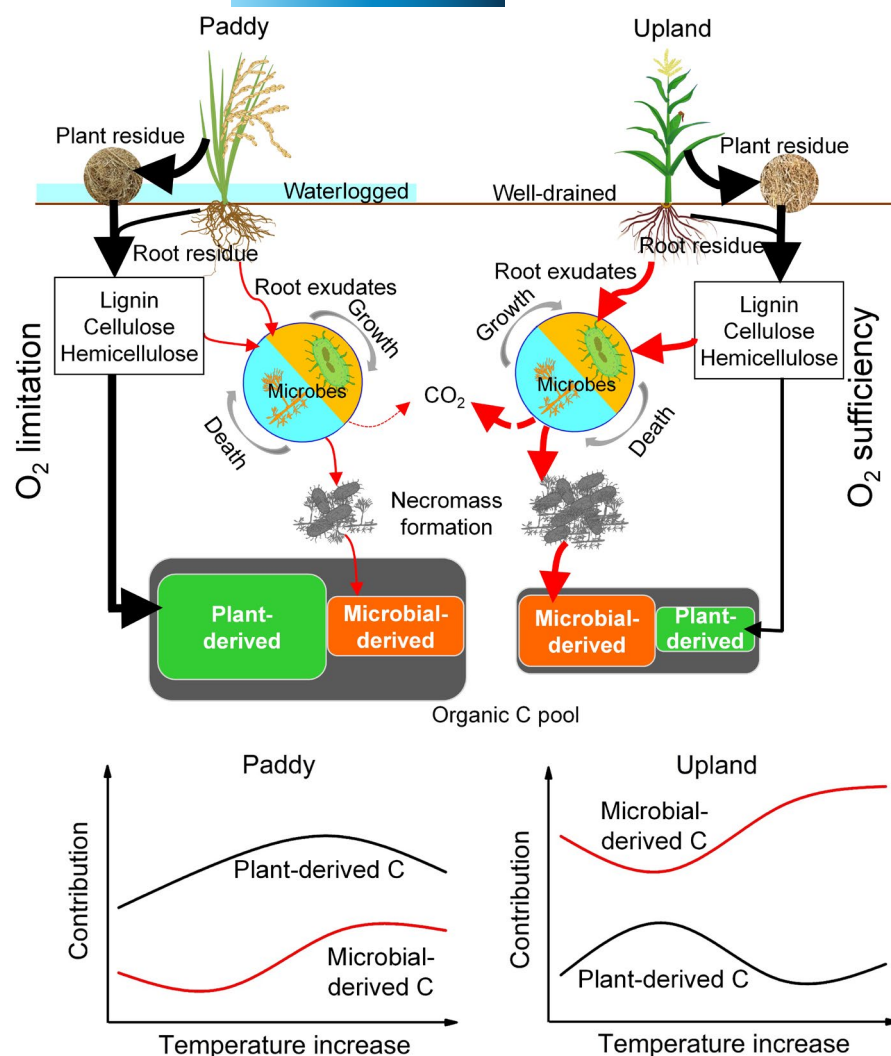 Paddy
Upland
Plant residue
Plant residue
Waterlogged
Well-drained
Root residue
Root residue
Root exudates
Root exudates
Lignin
Cellulose
Hemicellulose
Lignin
Cellulose
Hemicellulose
O₂ limitation
O₂ sufficiency
Growth
Microbes
Death
Growth
Microbes
Death
CO₂
Necromass
formation
Plant-
derived
Microbial-
derived
Microbial-
derived
Plant-
derived
Organic C pool
Paddy
Contribution
Plant-derived C
Microbial-
derived C
Temperature increase
Upland
Contribution
Microbial-
derived C
Plant-derived C
Temperature increase